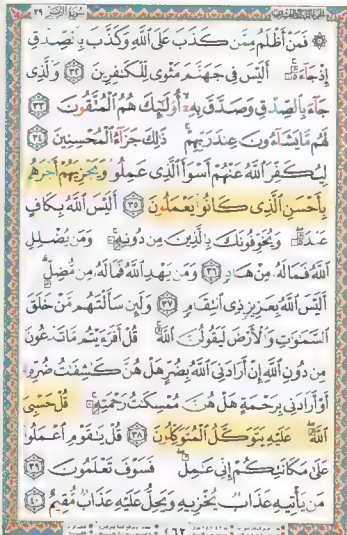 سورة الزمر ٣٩
۞ فَمَنْ أَظْلَمُ مِمَّن كَذَبَ عَلَى ٱللَّهِ وَكَذَّبَ بِٱلصِّدْقِ
إِذْ جَآءَهُۥٓ أَلَيْسَ فِى جَهَنَّمَ مَثْوًى لِّلْكَٰفِرِينَ ٣٢ وَٱلَّذِى
جَآءَ بِٱلصِّدْقِ وَصَدَّقَ بِهِۦٓ أُو۟لَٰٓئِكَ هُمُ ٱلْمُتَّقُونَ ٣٣
لَهُم مَّا يَشَآءُونَ عِندَ رَبِّهِمْ ذَٰلِكَ جَزَآءُ ٱلْمُحْسِنِينَ ٣٤
لِيُكَفِّرَ ٱللَّهُ عَنْهُمْ أَسْوَأَ ٱلَّذِى عَمِلُوا۟ وَيَجْزِيَهُمْ أَجْرَهُم
بِأَحْسَنِ ٱلَّذِى كَانُوا۟ يَعْمَلُونَ ٣٥ أَلَيْسَ ٱللَّهُ بِكَافٍ
عَبْدَهُۥ وَيُخَوِّفُونَكَ بِٱلَّذِينَ مِن دُونِهِۦ وَمَن يُضْلِلِ
ٱللَّهُ فَمَا لَهُۥ مِنْ هَادٍ ٣٦ وَمَن يَهْدِ ٱللَّهُ فَمَا لَهُۥ مِن مُّضِلٍّ
أَلَيْسَ ٱللَّهُ بِعَزِيزٍ ذِى ٱنتِقَامٍ ٣٧ وَلَئِن سَأَلْتَهُم مَّنْ خَلَقَ
ٱلسَّمَٰوَٰتِ وَٱلْأَرْضَ لَيَقُولُنَّ ٱللَّهُ قُلْ أَفَرَءَيْتُم مَّا تَدْعُونَ
مِن دُونِ ٱللَّهِ إِنْ أَرَادَنِىَ ٱللَّهُ بِضُرٍّ هَلْ هُنَّ كَٰشِفَٰتُ ضُرِّهِۦٓ
أَوْ أَرَادَنِى بِرَحْمَةٍ هَلْ هُنَّ مُمْسِكَٰتُ رَحْمَتِهِۦ قُلْ حَسْبِىَ
ٱللَّهُ عَلَيْهِ يَتَوَكَّلُ ٱلْمُتَوَكِّلُونَ ٣٨ قُلْ يَٰقَوْمِ ٱعْمَلُوا۟
عَلَىٰ مَكَانَتِكُمْ إِنِّى عَٰمِلٌ فَسَوْفَ تَعْلَمُونَ ٣٩
مَن يَأْتِيهِ عَذَابٌ يُخْزِيهِ وَيَحِلُّ عَلَيْهِ عَذَابٌ مُّقِيمٌ ٤٠
٤٦٢